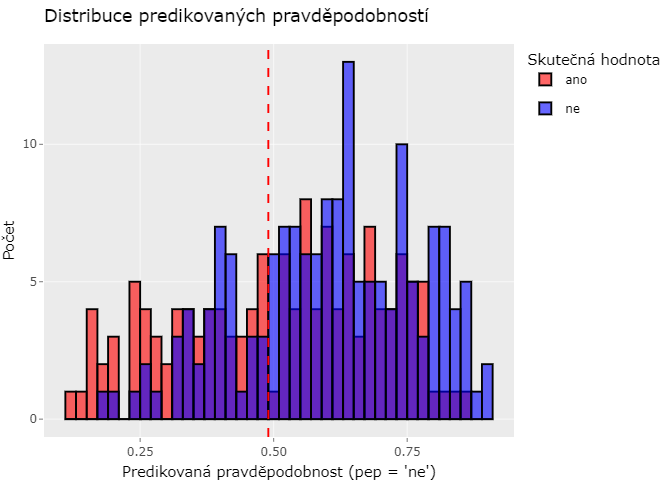 Distribuce predikovaných pravděpodobností
Skutečná hodnota
ano
ne
Počet
10
5
0
0.25
0.50
0.75
Predikovaná pravděpodobnost (pep = 'ne')